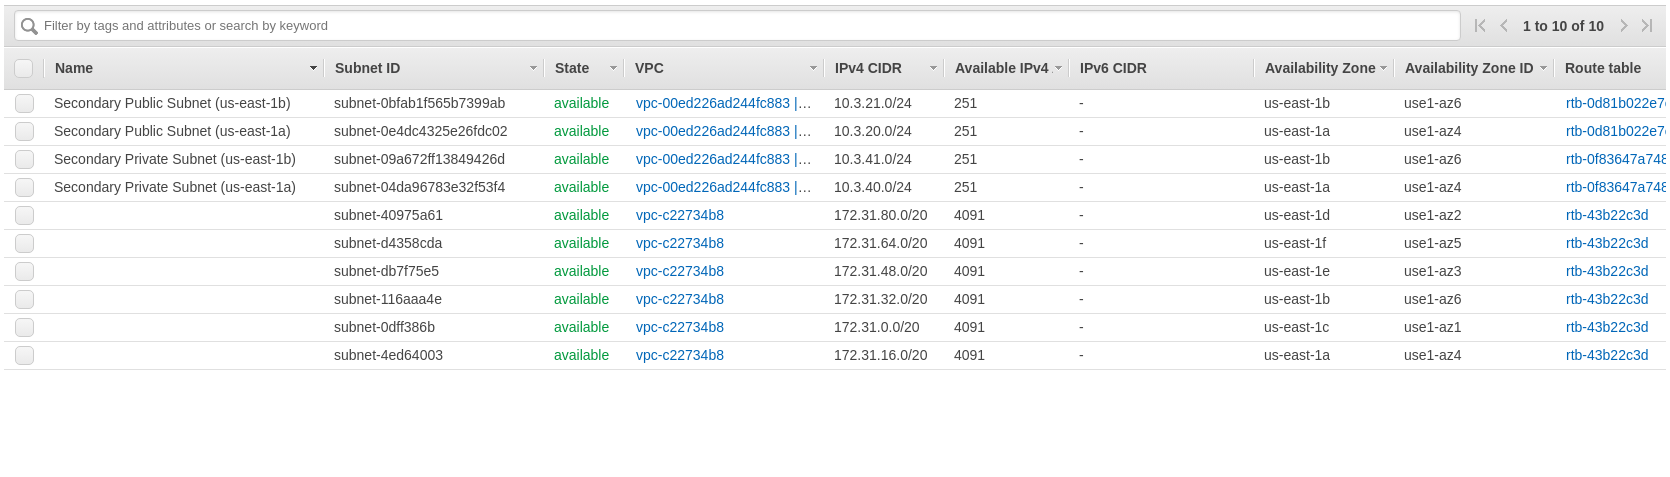 Filter by tags and attributes or search by keyword 1 to 10 of 10
Name Subnet ID State VPC IPv4 CIDR Available IPv4 IPv6 CIDR Availability Zone Availability Zone ID Route table
Secondary Public Subnet (us-east-1b) subnet-0bfab1f565b7399ab available vpc-00ed226ad244fc883 |… 10.3.21.0/24 251 - us-east-1b use1-az6 rtb-0d81b022e7
Secondary Public Subnet (us-east-1a) subnet-0e4dc4325e26fdc02 available vpc-00ed226ad244fc883 |… 10.3.20.0/24 251 - us-east-1a use1-az4 rtb-0d81b022e7
Secondary Private Subnet (us-east-1b) subnet-09a672ff13849426d available vpc-00ed226ad244fc883 |… 10.3.41.0/24 251 - us-east-1b use1-az6 rtb-0f83647a748
Secondary Private Subnet (us-east-1a) subnet-04da96783e32f53f4 available vpc-00ed226ad244fc883 |… 10.3.40.0/24 251 - us-east-1a use1-az4 rtb-0f83647a748
subnet-40975a61 available vpc-c22734b8 172.31.80.0/20 4091 - us-east-1d use1-az2 rtb-43b22c3d
subnet-d4358cda available vpc-c22734b8 172.31.64.0/20 4091 - us-east-1f use1-az5 rtb-43b22c3d
subnet-db7f75e5 available vpc-c22734b8 172.31.48.0/20 4091 - us-east-1e use1-az3 rtb-43b22c3d
subnet-116aaa4e available vpc-c22734b8 172.31.32.0/20 4091 - us-east-1b use1-az6 rtb-43b22c3d
subnet-0dff386b available vpc-c22734b8 172.31.0.0/20 4091 - us-east-1c use1-az1 rtb-43b22c3d
subnet-4ed64003 available vpc-c22734b8 172.31.16.0/20 4091 - us-east-1a use1-az4 rtb-43b22c3d